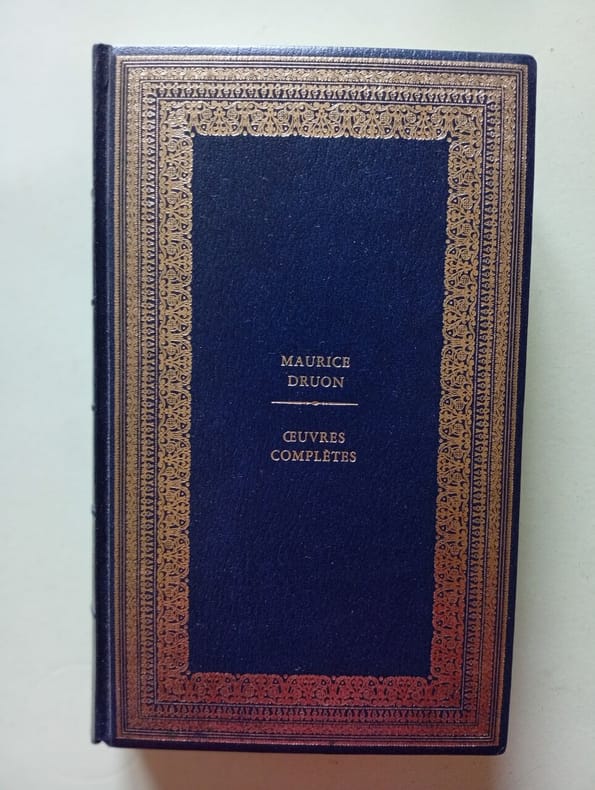 MAURICE
DRUON
ŒUVRES
COMPLÈTES